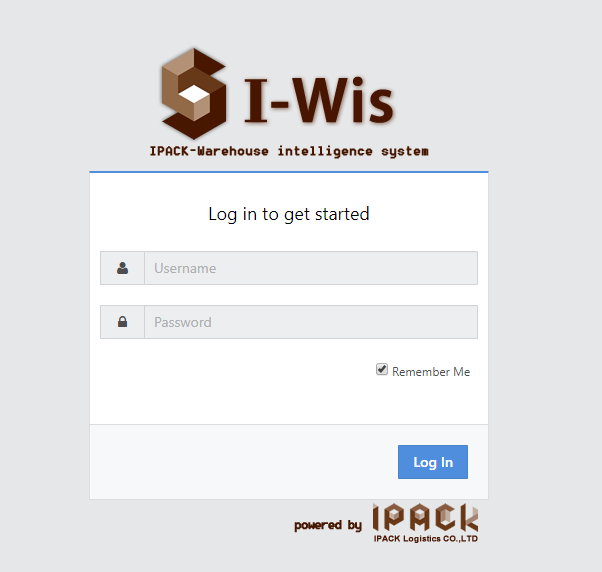 I-Wis
IPACK-Warehouse intelligence system
Log in to get started
Username
Password
Remember Me
Log In
powered by IPACK
IPACK Logistics CO.,LTD